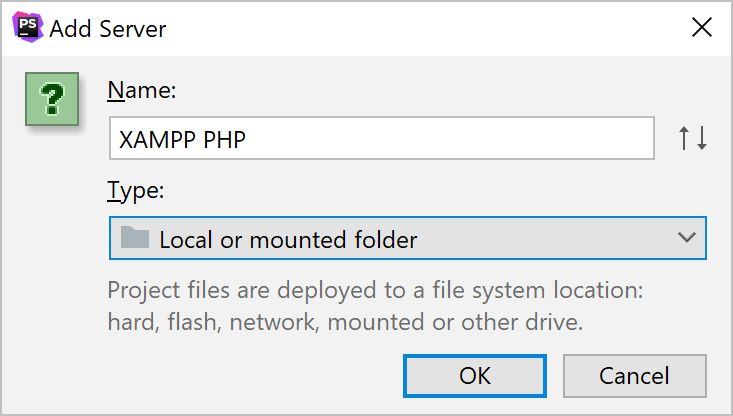 PS
Add Server
?
Name:
XAMPP PHP
Type:
Local or mounted folder
Project files are deployed to a file system location:
hard, flash, network, mounted or other drive.
OK
Cancel